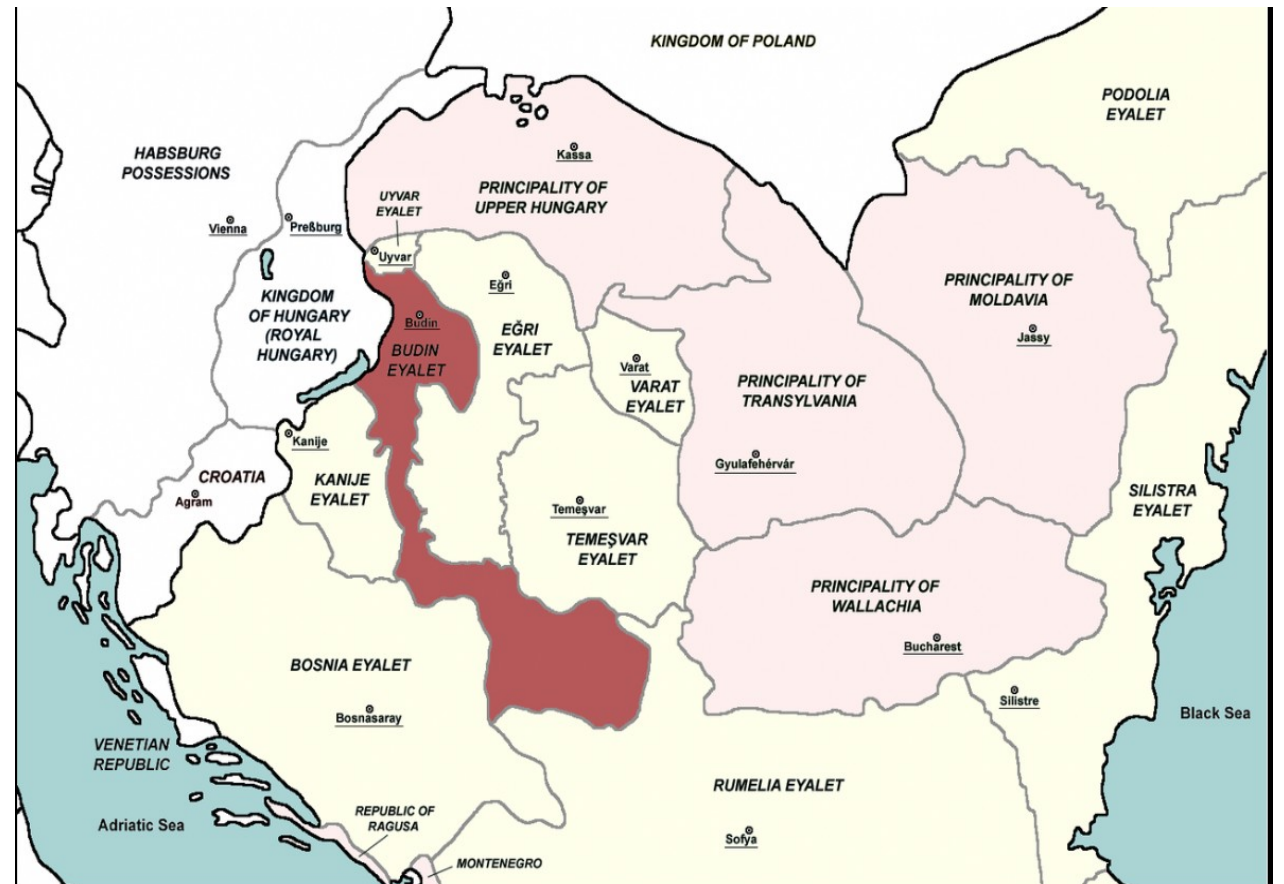 KINGDOM OF POLAND
PODOLIA
EYALET
HABSBURG
POSSESSIONS
Kassa
PRINCIPALITY OF
UPPER HUNGARY
UYVAR
EYALET
Vienna
Preßburg
Uyvar
Eğri
PRINCIPALITY OF
MOLDAVIA
KINGDOM
OF HUNGARY
(ROYAL
HUNGARY)
Budin
BUDIN
EYALET
EĞRI
EYALET
Jassy
Varat
VARAT
EYALET
PRINCIPALITY OF
TRANSYLVANIA
Kanije
Gyulafehérvár
CROATIA
Agram
KANIJE
EYALET
SILISTRA
EYALET
Temeşvar
TEMEŞVAR
EYALET
PRINCIPALITY OF
WALLACHIA
Bucharest
BOSNIA EYALET
Bosnasaray
Silistre
Black Sea
VENETIAN
REPUBLIC
RUMELIA EYALET
REPUBLIC OF
RAGUSA
Adriatic Sea
Sofya
MONTENEGRO